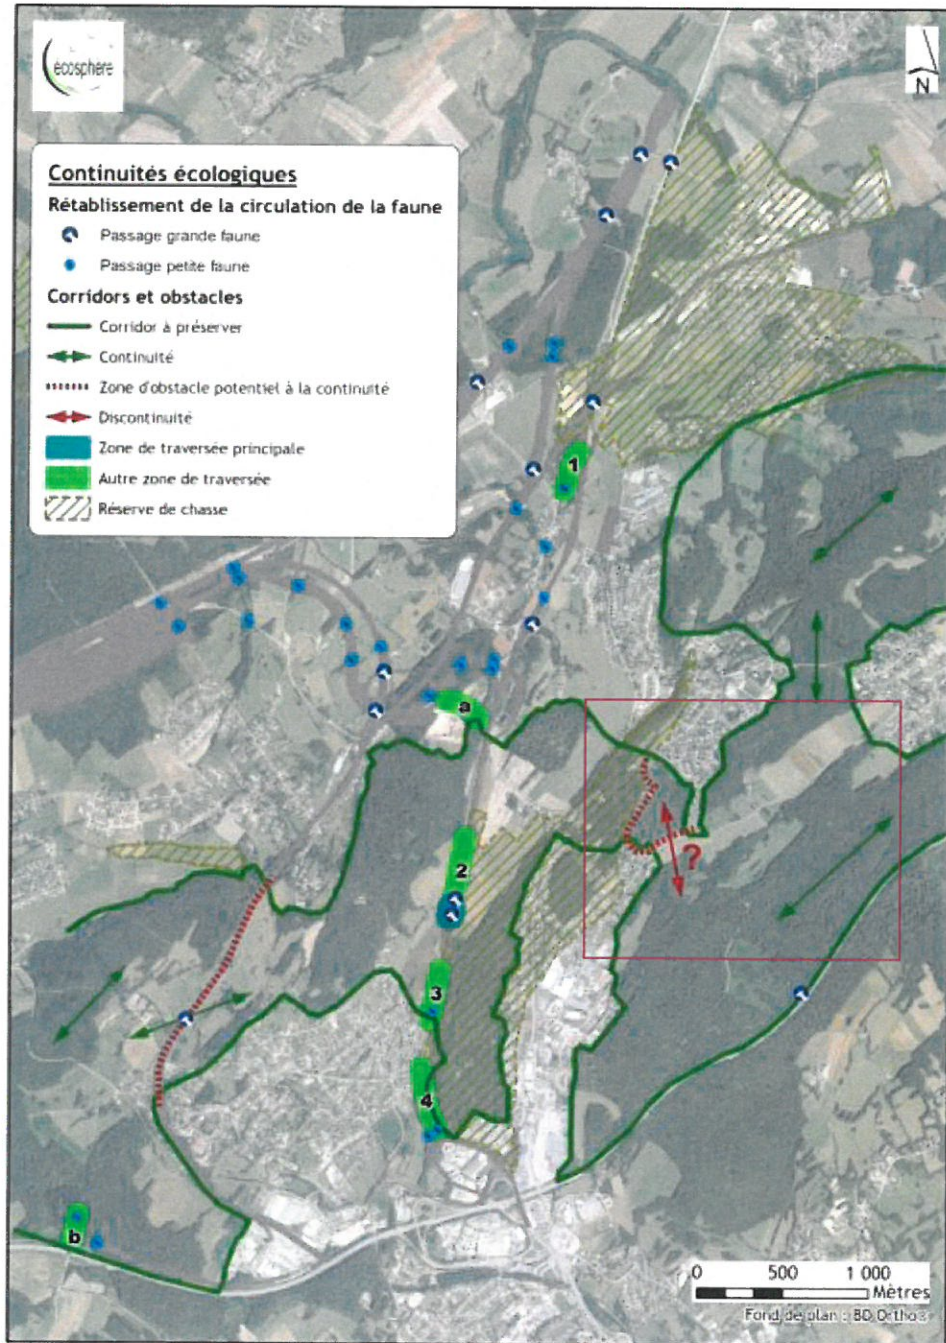 écosphère
N
Continuités écologiques
Rétablissement de la circulation de la faune
Passage grande faune
Passage petite faune
Corridors et obstacles
Corridor à préserver
Continuité
Zone d'obstacle potentiel à la continuité
Discontinuité
Zone de traversée principale
Autre zone de traversée
Réserve de chasse
1
a
2
?
3
4
b
0 500 1 000
Mètres
Fond de plan : BD Ortho